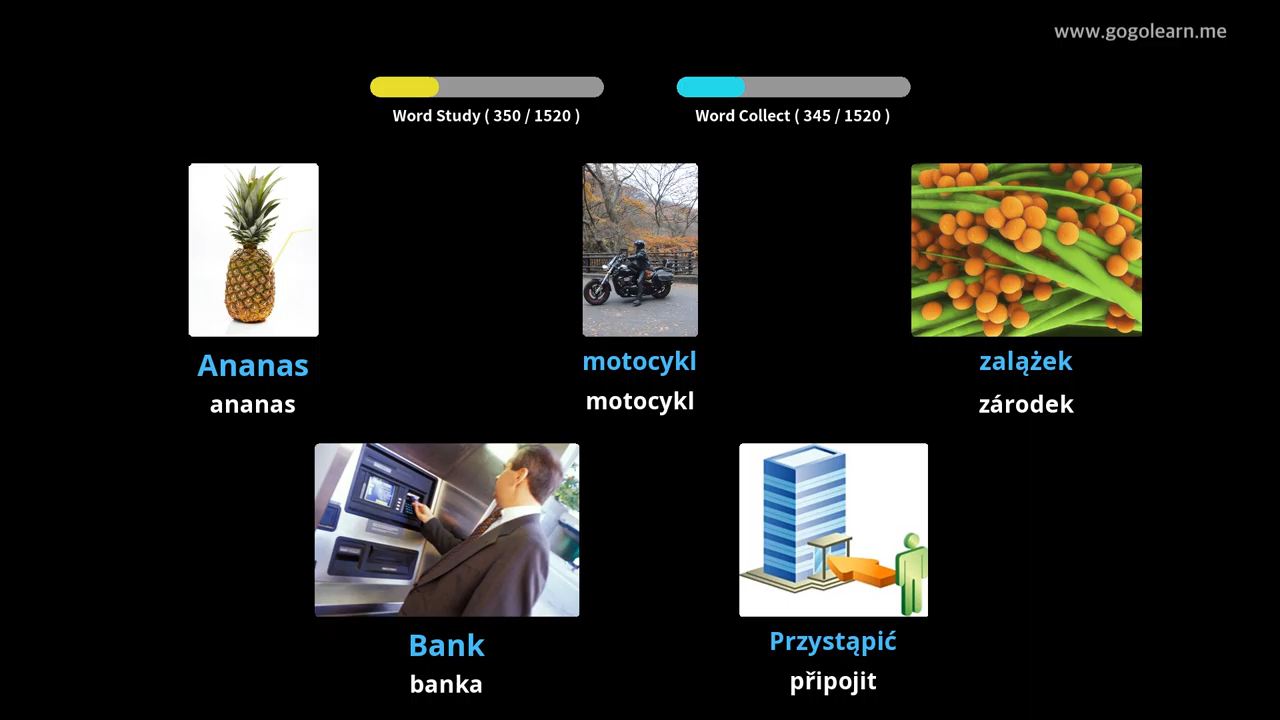 www.gogolearn.me
Word Study ( 350 / 1520 )
Word Collect ( 345 / 1520 )
Ananas
ananas
motocykl
motocykl
zalążek
zárodek
Bank
banka
Przystąpić
připojit